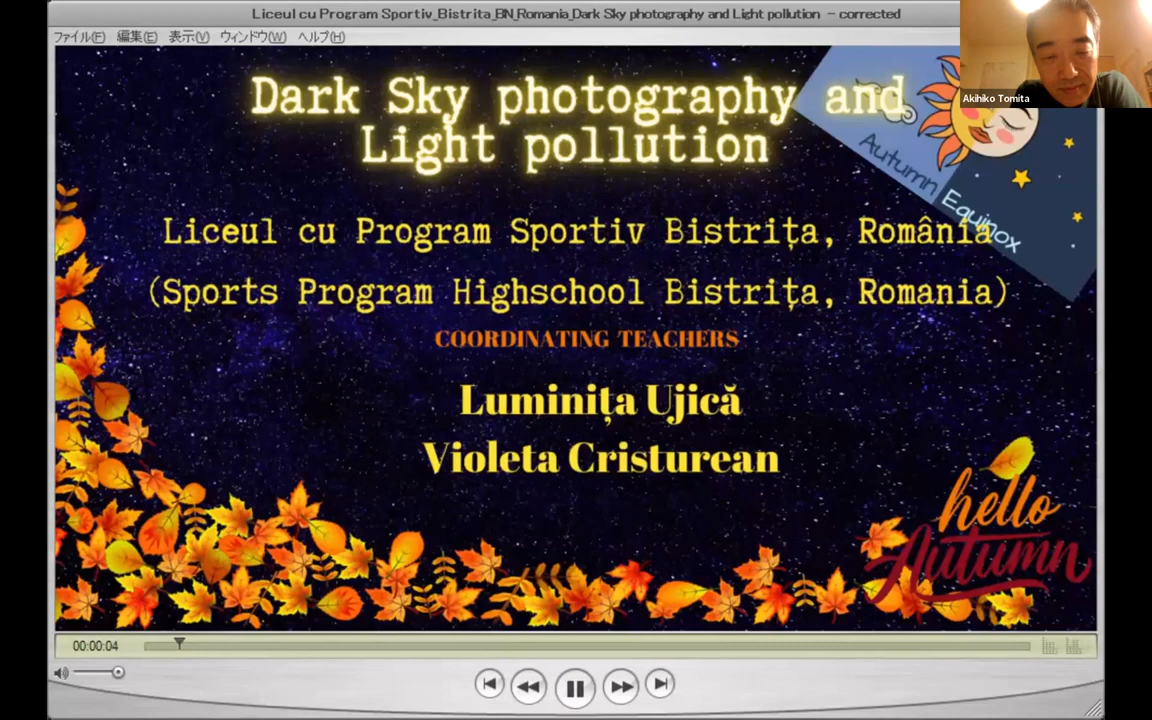 Liceul cu Program Sportiv_Bistrita_BN_Romania_Dark Sky photography and Light pollution - corrected
ファイル(F) 編集(E) 表示(V) ウィンドウ(W) ヘルプ(H)
Akihiko Tomita
Dark Sky photography and
Light pollution
Autumn Equinox
Liceul cu Program Sportiv Bistrița, România
(Sports Program Highschool Bistrița, Romania)
COORDINATING TEACHERS
Luminița Ujică
Violeta Cristurean
hello
Autumn
00:00:04